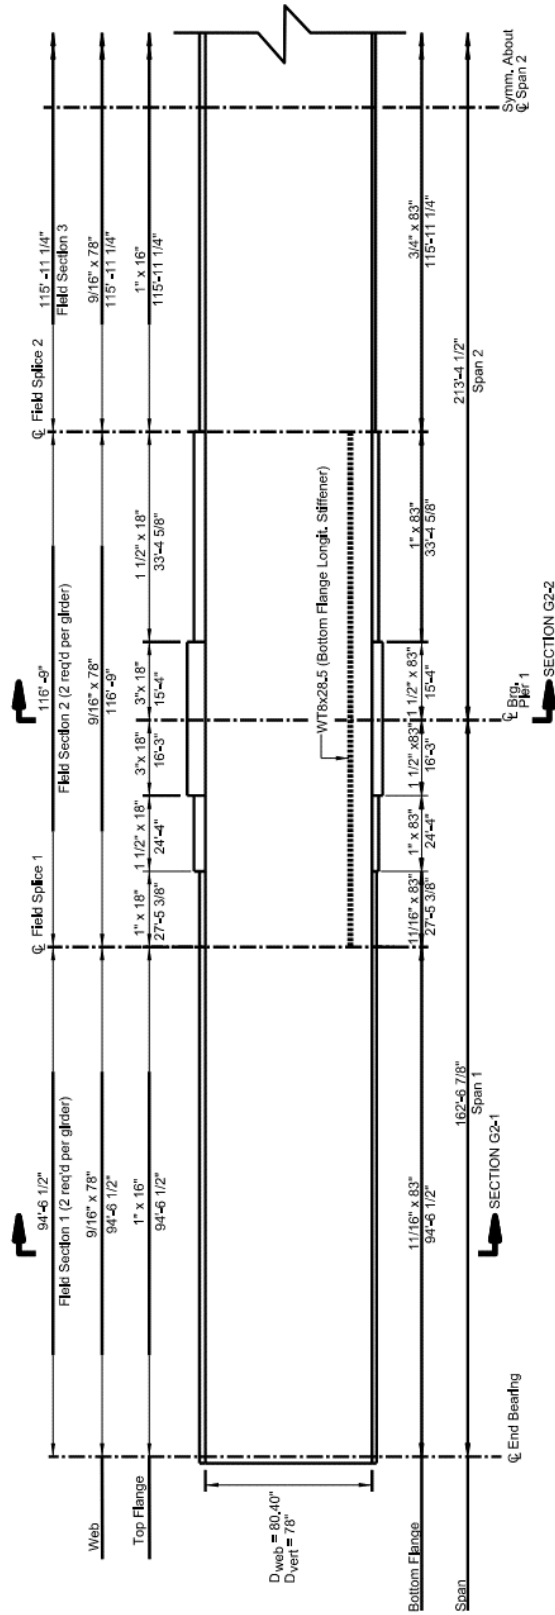 94'-6 1/2"
Field Section 1 (2 req'd per girder)
℄ Field Splice 1
116'-9"
Field Section 2 (2 req'd per girder)
℄ Field Splice 2
115'-11 1/4"
Field Section 3
Web
9/16" x 78"
94'-6 1/2"
9/16" x 78"
116'-9"
9/16" x 78"
115'-11 1/4"
Top Flange
1" x 16"
94'-6 1/2"
1" x 18"
27'-5 3/8"
1 1/2" x 18"
24'-4"
3" x 18"
16'-3"
3" x 18"
15'-4"
1 1/2" x 18"
33'-4 5/8"
1" x 16"
115'-11 1/4"
Dweb = 80.40"
Dvert = 78"
WT8x28.5 (Bottom Flange Longit. Stiffener)
Bottom Flange
11/16" x 83"
94'-6 1/2"
11/16" x 83"
27'-5 3/8"
1" x 83"
24'-4"
1 1/2" x83"
16'-3"
1 1/2" x 83"
15'-4"
1" x 83"
33'-4 5/8"
3/4" x 83"
115'-11 1/4"
Span
162'-6 7/8"
Span 1
213'-4 1/2"
Span 2
℄ End Bearing
SECTION G2-1
℄ Brg.
Pier 1
SECTION G2-2
Symm. About
℄ Span 2